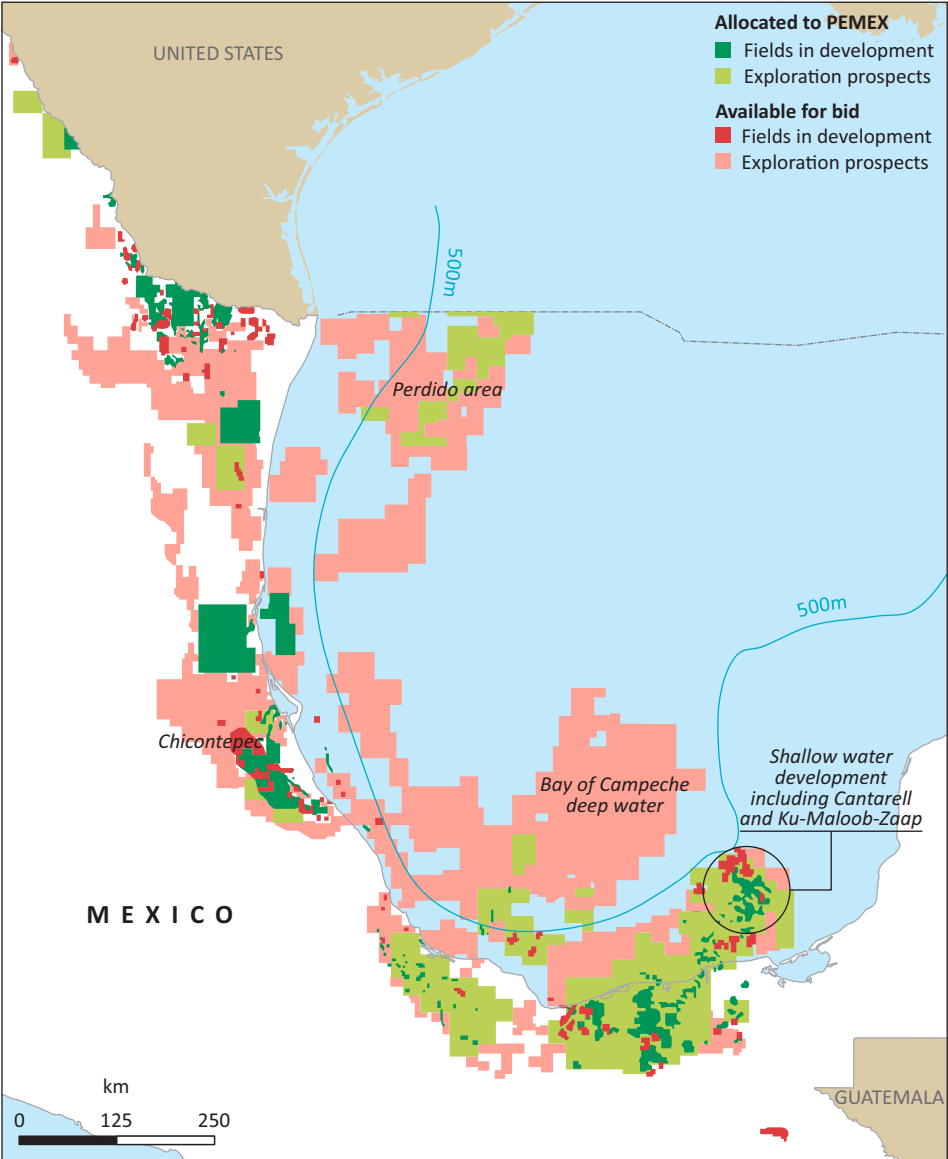 UNITED STATES
Allocated to PEMEX
Fields in development
Exploration prospects
Available for bid
Fields in development
Exploration prospects
500m
Perdido area
500m
Chicontepec
Bay of Campeche
deep water
Shallow water
development
including Cantarell
and Ku-Maloob-Zaap
MEXICO
km
0 125 250
GUATEMALA